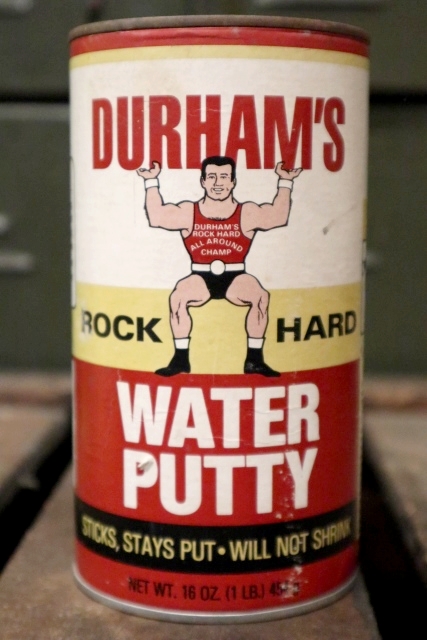 DURHAM'S
DURHAM'S
ROCK HARD
ALL AROUND
CHAMP
ROCK HARD
WATER
PUTTY
STICKS, STAYS PUT • WILL NOT SHRINK
NET WT. 16 OZ. (1 LB.)